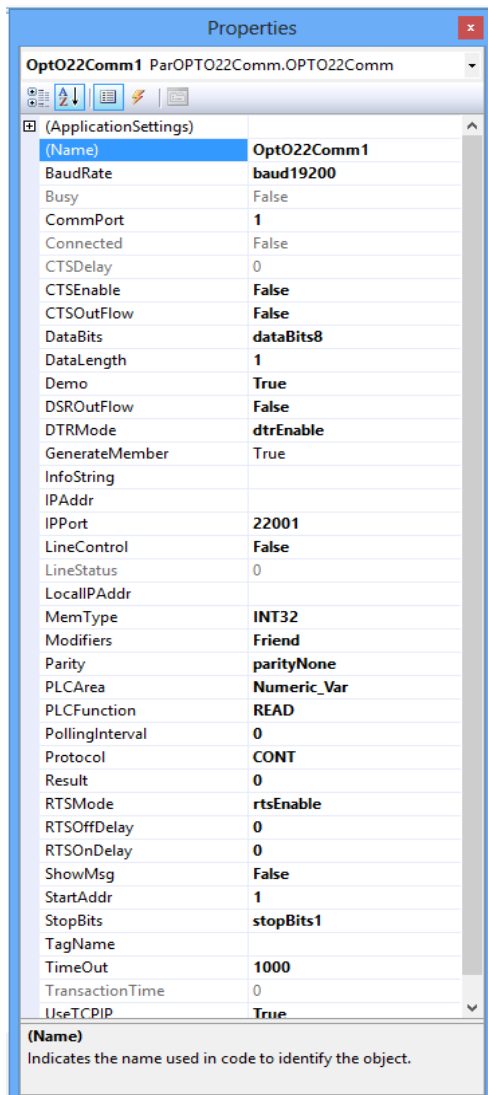 Properties
x
OptO22Comm1 ParOPTO22Comm.OPTO22Comm
A
Z
(ApplicationSettings)
(Name) OptO22Comm1
BaudRate baud19200
Busy False
CommPort 1
Connected False
CTSDelay 0
CTSEnable False
CTSOutFlow False
DataBits dataBits8
DataLength 1
Demo True
DSROutFlow False
DTRMode dtrEnable
GenerateMember True
InfoString
IPAddr
IPPort 22001
LineControl False
LineStatus 0
LocalIPAddr
MemType INT32
Modifiers Friend
Parity parityNone
PLCArea Numeric_Var
PLCFunction READ
PollingInterval 0
Protocol CONT
Result 0
RTSMode rtsEnable
RTSOffDelay 0
RTSOnDelay 0
ShowMsg False
StartAddr 1
StopBits stopBits1
TagName
TimeOut 1000
TransactionTime 0
UseTCPIP True
(Name)
Indicates the name used in code to identify the object.